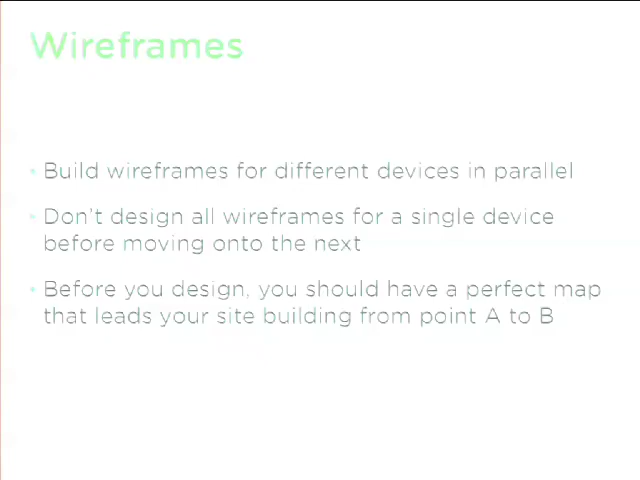 Wireframes
• Build wireframes for different devices in parallel
• Don't design all wireframes for a single device
before moving onto the next
• Before you design, you should have a perfect map
that leads your site building from point A to B